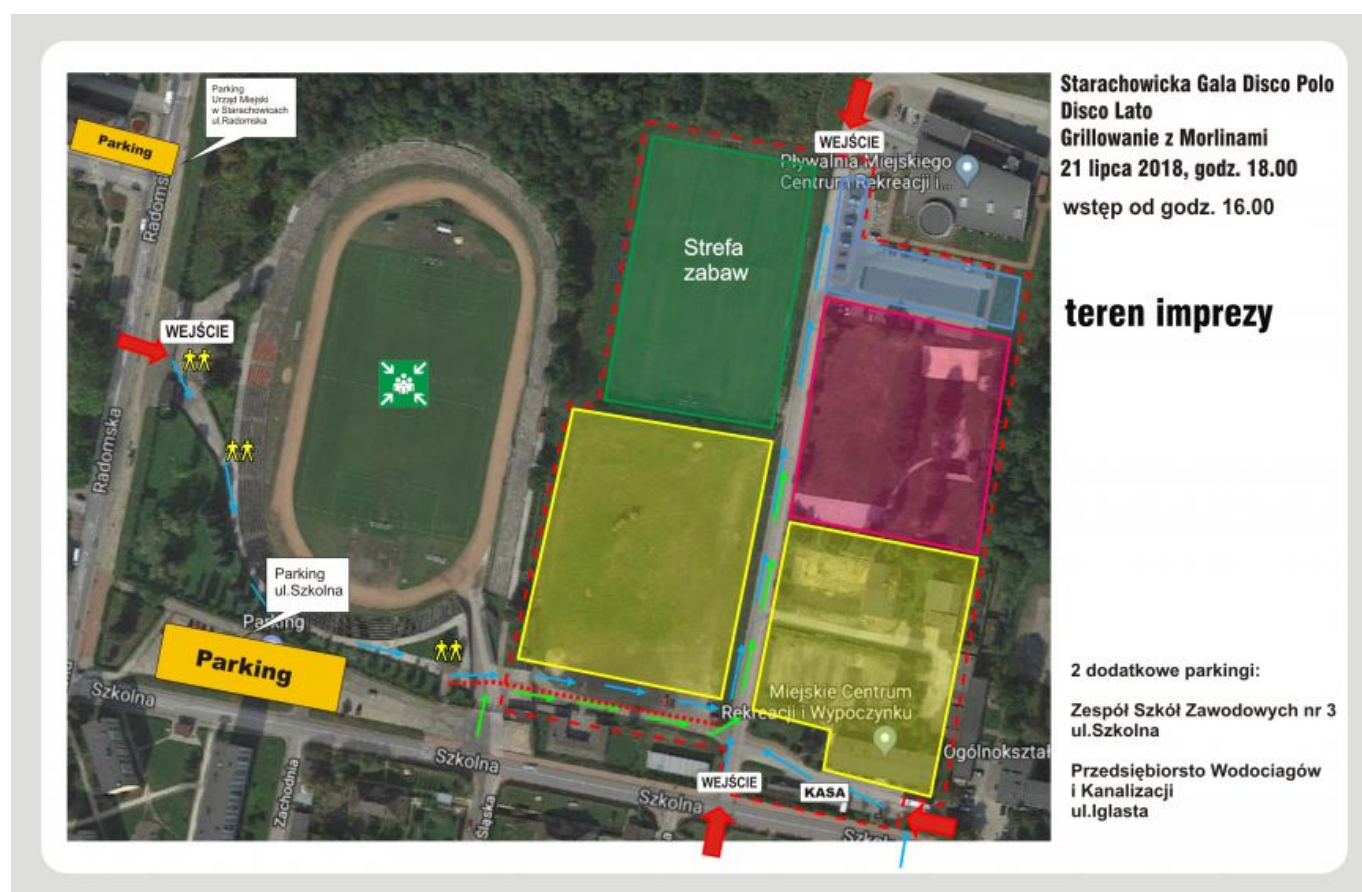 Parking
Urząd Miejski
w Starachowicach
ul.Radomska
Parking
Radomska
WEJŚCIE
Radomska
WEJŚCIE
Pływalnia Miejskiego
Centrum Rekreacji i...
Strefa
zabaw
Parking
ul.Szkolna
Parking
Parking
Szkolna
Szkolna
Zachodnia
Śląska
Miejskie Centrum
Rekreacji i Wypoczynku
Ogólnokształ
WEJŚCIE
KASA
Szkolna
Starachowicka Gala Disco Polo
Disco Lato
Grillowanie z Morlinami
21 lipca 2018, godz. 18.00
wstęp od godz. 16.00
teren imprezy
2 dodatkowe parkingi:
Zespół Szkół Zawodowych nr 3
ul.Szkolna
Przedsiębiorsto Wodociagów
i Kanalizacji
ul.Iglasta